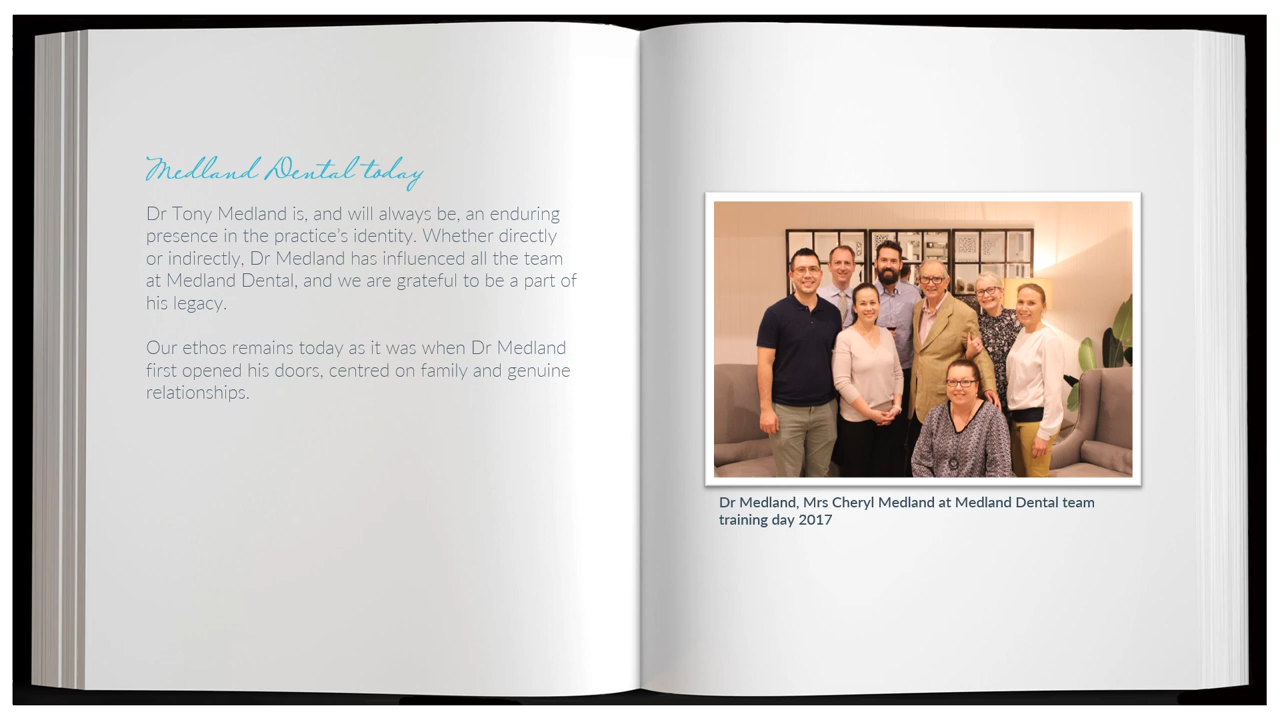 Medland Dental today
Dr Tony Medland is, and will always be, an enduring
presence in the practice's identity. Whether directly
or indirectly, Dr Medland has influenced all the team
at Medland Dental, and we are grateful to be a part of
his legacy.
Our ethos remains today as it was when Dr Medland
first opened his doors, centred on family and genuine
relationships.
Dr Medland, Mrs Cheryl Medland at Medland Dental team
training day 2017